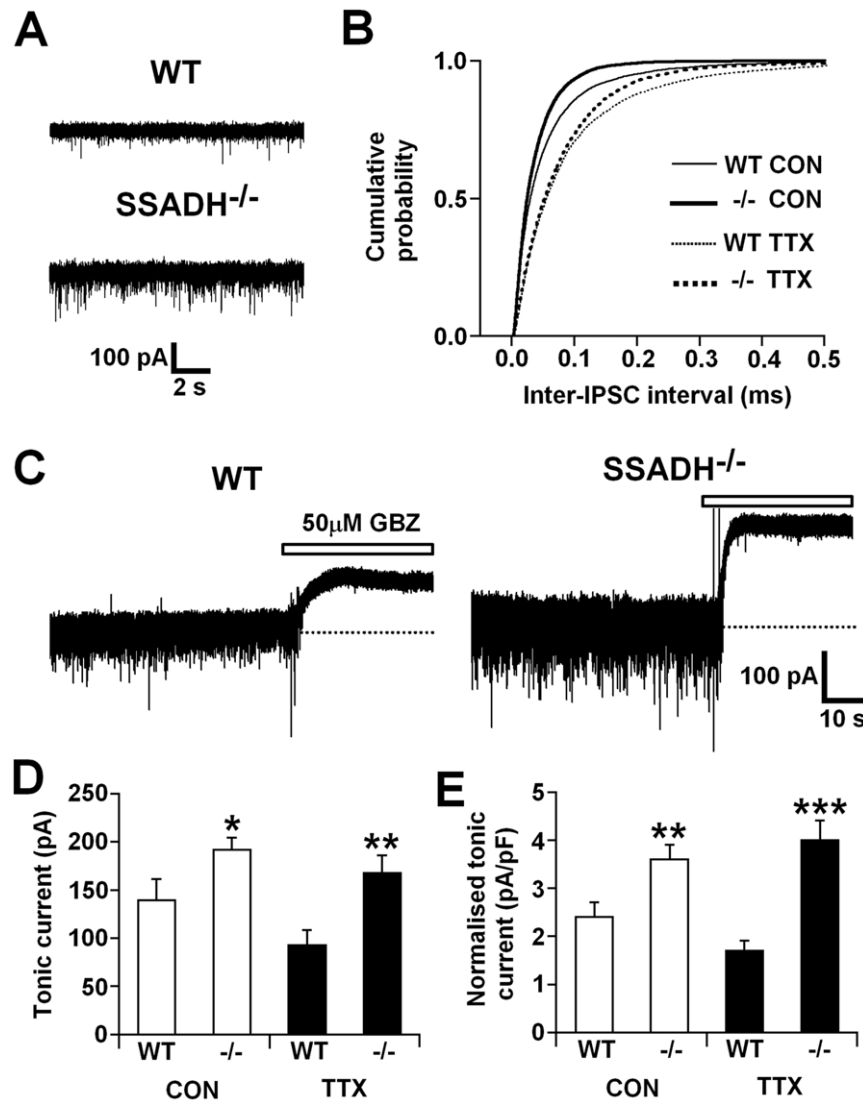 A
WT
SSADH-/-
100 pA
2 s
B
Cumulative
probability
1.0
0.5
0.0
WT CON
-/- CON
WT TTX
-/- TTX
0.0 0.1 0.2 0.3 0.4 0.5
Inter-IPSC interval (ms)
C
WT
50μM GBZ
SSADH-/-
100 pA
10 s
D
Tonic current (pA)
250
200
150
100
50
0
* **
WT -/- WT -/-
CON TTX
E
Normalised tonic
current (pA/pF)
5
4
3
2
1
0
** ***
WT -/- WT -/-
CON TTX